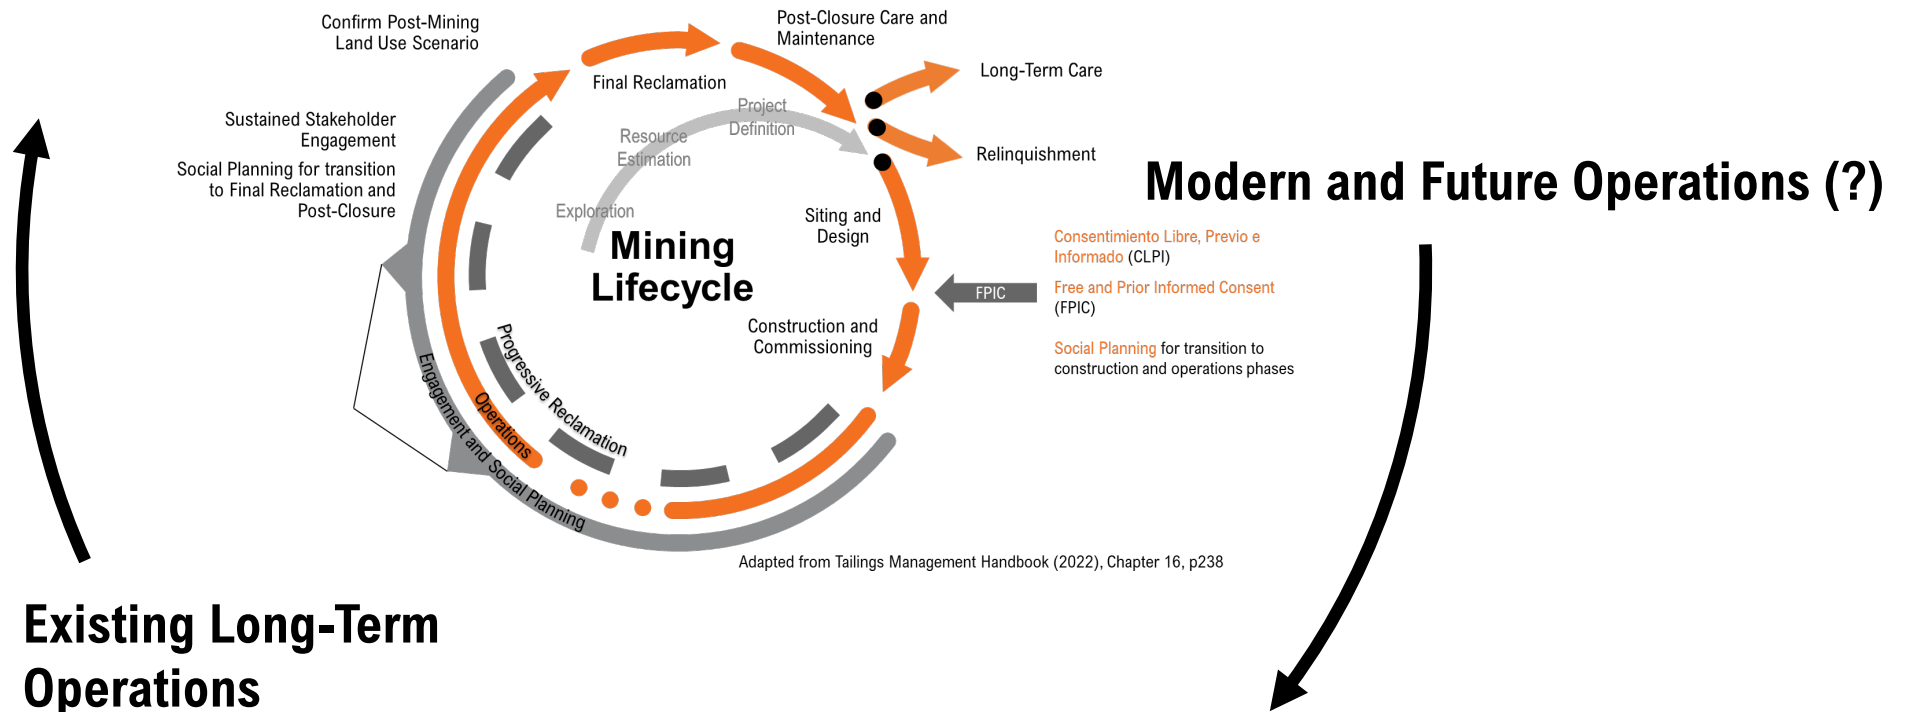 Confirm Post-Mining
Land Use Scenario
Post-Closure Care and
Maintenance
Final Reclamation
Long-Term Care
Project
Definition
Resource
Estimation
Sustained Stakeholder
Engagement
Social Planning for transition
to Final Reclamation and
Post-Closure
Relinquishment
Modern and Future Operations (?)
Exploration
Siting and
Design
Mining
Lifecycle
Consentimiento Libre, Previo e
Informado (CLPI)
FPIC
Free and Prior Informed Consent
(FPIC)
Construction and
Commissioning
Social Planning for transition to
construction and operations phases
Progressive Reclamation
Operations
Engagement and Social Planning
Adapted from Tailings Management Handbook (2022), Chapter 16, p238
Existing Long-Term
Operations